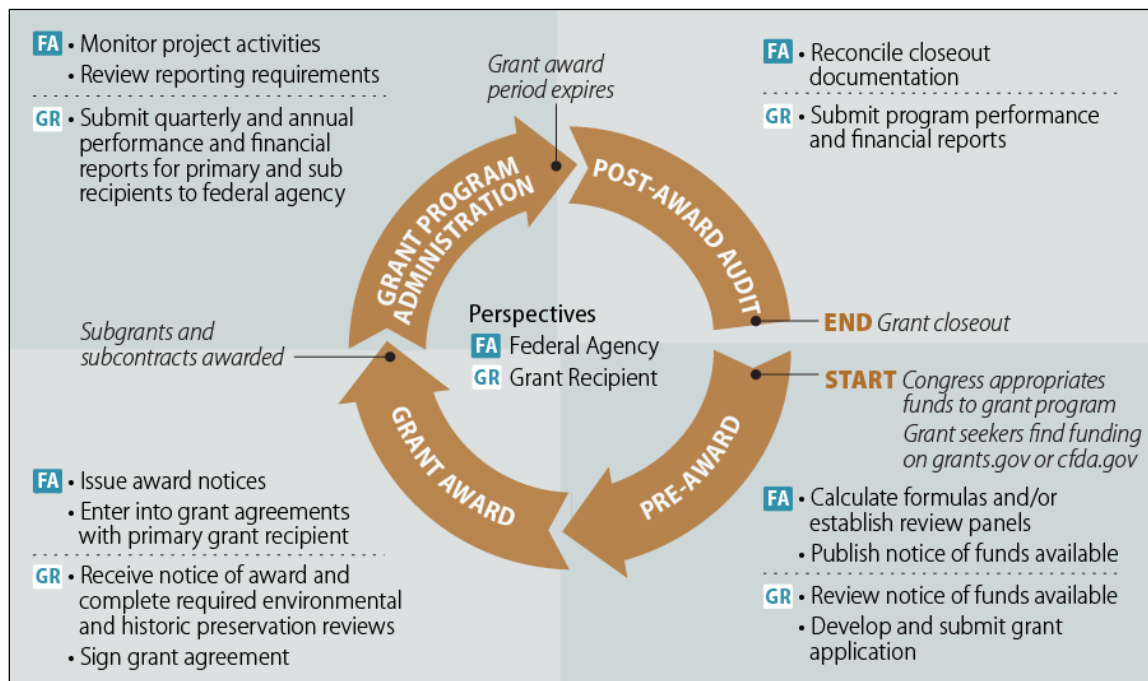 FA • Monitor project activities
• Review reporting requirements
GR • Submit quarterly and annual
performance and financial
reports for primary and sub
recipients to federal agency
Grant award
period expires
FA • Reconcile closeout
documentation
GR • Submit program performance
and financial reports
GRANT PROGRAM
ADMINISTRATION
POST-AWARD AUDIT
Perspectives
FA Federal Agency
GR Grant Recipient
Subgrants and
subcontracts awarded
END Grant closeout
START Congress appropriates
funds to grant program
Grant seekers find funding
on grants.gov or cfda.gov
GRANT AWARD
PRE-AWARD
FA • Issue award notices
• Enter into grant agreements
with primary grant recipient
GR • Receive notice of award and
complete required environmental
and historic preservation reviews
• Sign grant agreement
FA • Calculate formulas and/or
establish review panels
• Publish notice of funds available
GR • Review notice of funds available
• Develop and submit grant
application